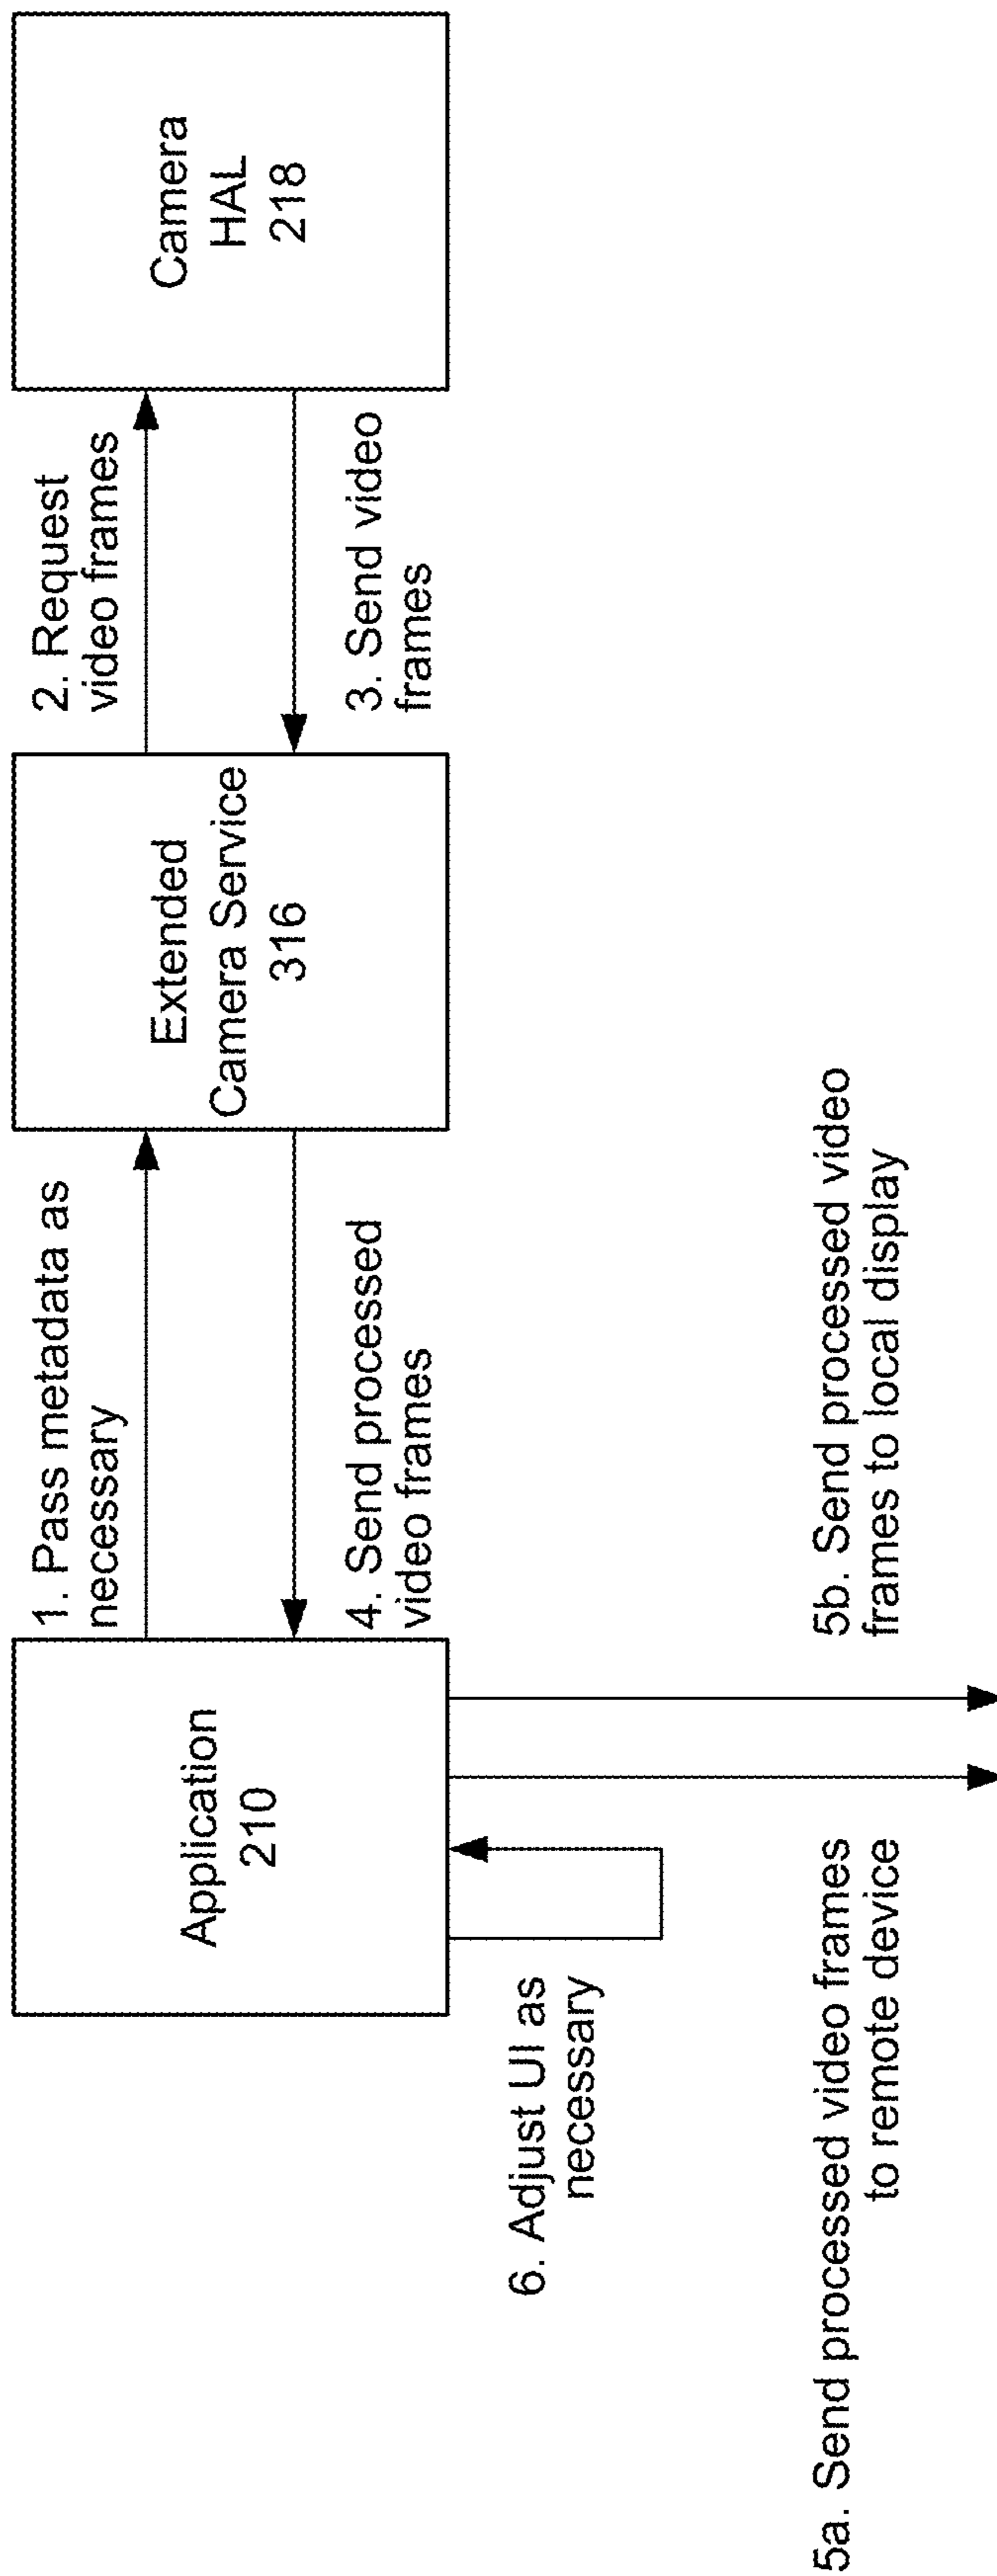 Application
210
1. Pass metadata as
necessary
Extended
Camera Service
316
2. Request
video frames
Camera
HAL
218
4. Send processed
video frames
3. Send video
frames
6. Adjust UI as
necessary
5a. Send processed video frames
to remote device
5b. Send processed video
frames to local display